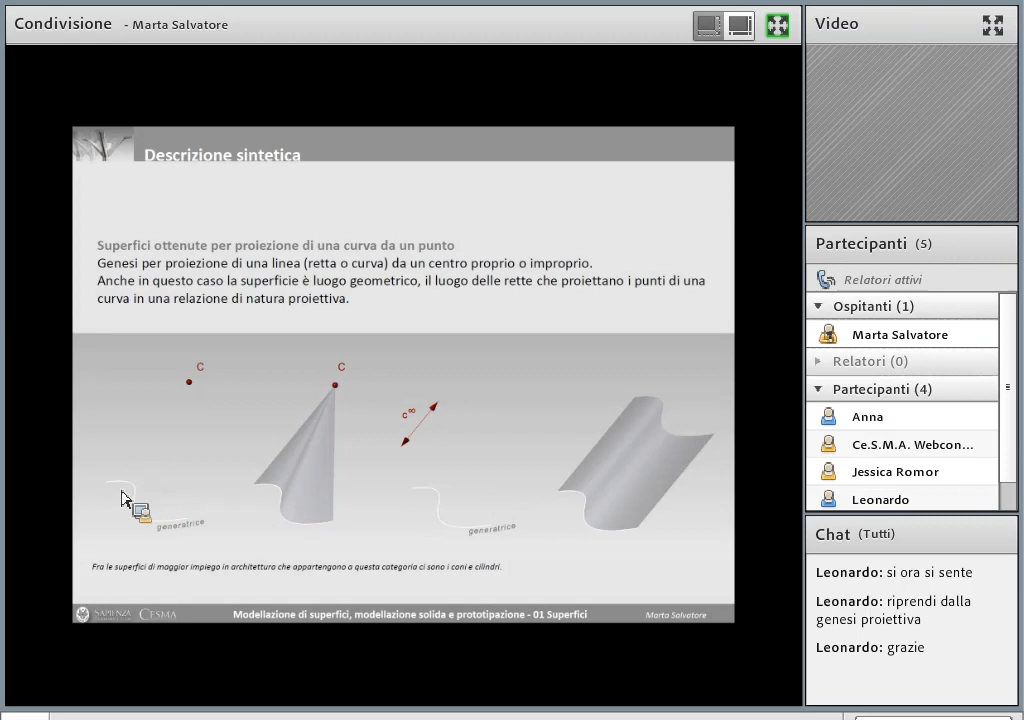 Condivisione - Marta Salvatore
Video
Descrizione sintetica
Superfici ottenute per proiezione di una curva da un punto
Genesi per proiezione di una linea (retta o curva) da un centro proprio o improprio.
Anche in questo caso la superficie è luogo geometrico, il luogo delle rette che proiettano i punti di una
curva in una relazione di natura proiettiva.
C
C
c∞
generatrice
generatrice
Fra le superfici di maggior impiego in architettura che appartengono a questa categoria ci sono i coni e cilindri.
SAPIENZA CESMA Modellazione di superfici, modellazione solida e prototipazione - 01 Superfici Marta Salvatore
Partecipanti (5)
Relatori attivi
Ospitanti (1)
Marta Salvatore
Relatori (0)
Partecipanti (4)
Anna
Ce.S.M.A. Webcon...
Jessica Romor
Leonardo
Chat (Tutti)
Leonardo: si ora si sente
Leonardo: riprendi dalla
genesi proiettiva
Leonardo: grazie